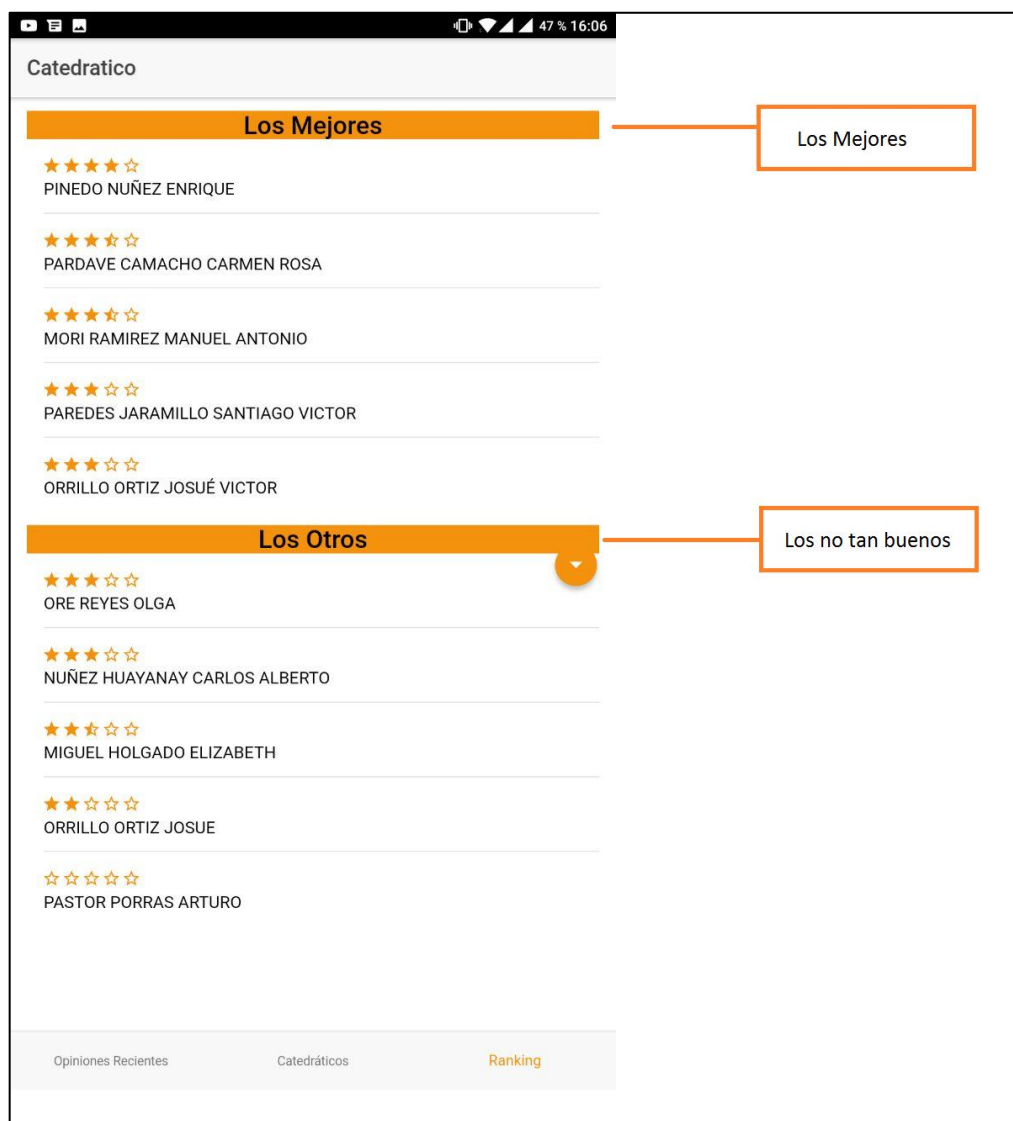 47 % 16:06
Catedratico
Los Mejores
Los Mejores
PINEDO NUÑEZ ENRIQUE
PARDAVE CAMACHO CARMEN ROSA
MORI RAMIREZ MANUEL ANTONIO
PAREDES JARAMILLO SANTIAGO VICTOR
ORRILLO ORTIZ JOSUÉ VICTOR
Los Otros
Los no tan buenos
ORE REYES OLGA
NUÑEZ HUAYANAY CARLOS ALBERTO
MIGUEL HOLGADO ELIZABETH
ORRILLO ORTIZ JOSUE
PASTOR PORRAS ARTURO
Opiniones Recientes Catedráticos Ranking